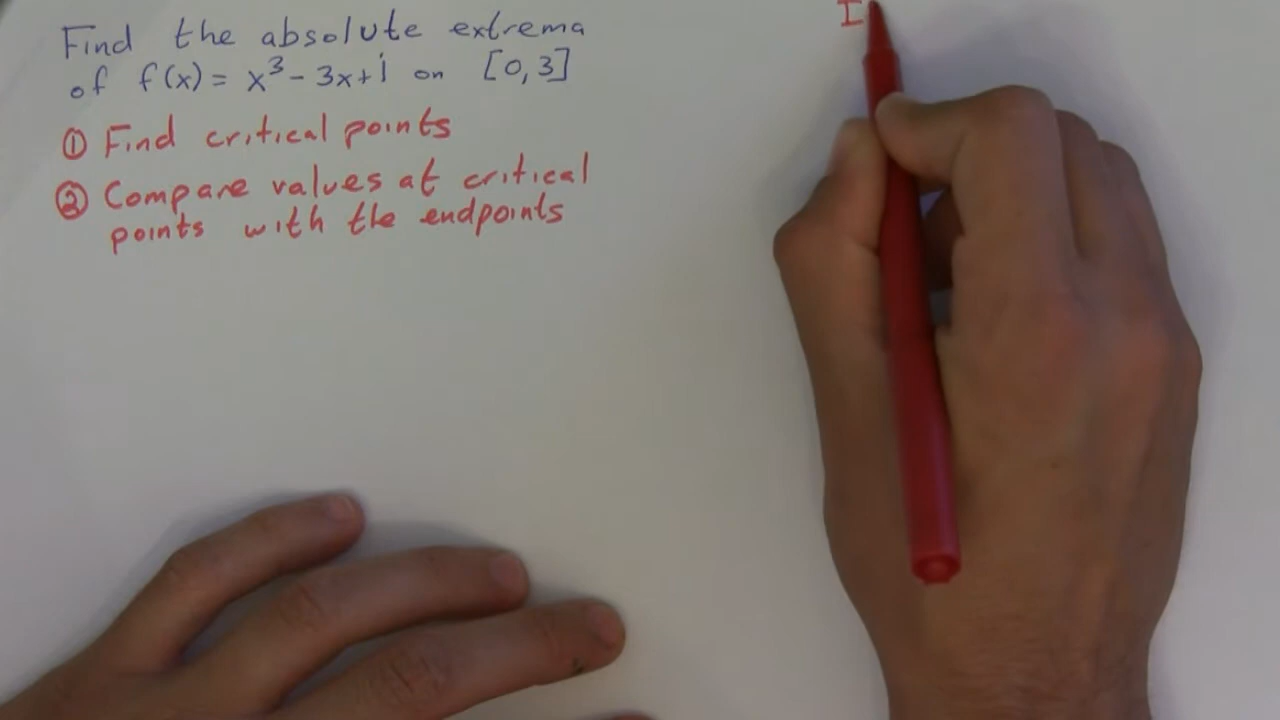 Find the absolute extrema
of f(x) = x³ - 3x + 1 on [0, 3]
① Find critical points
② Compare values at critical
points with the endpoints
I